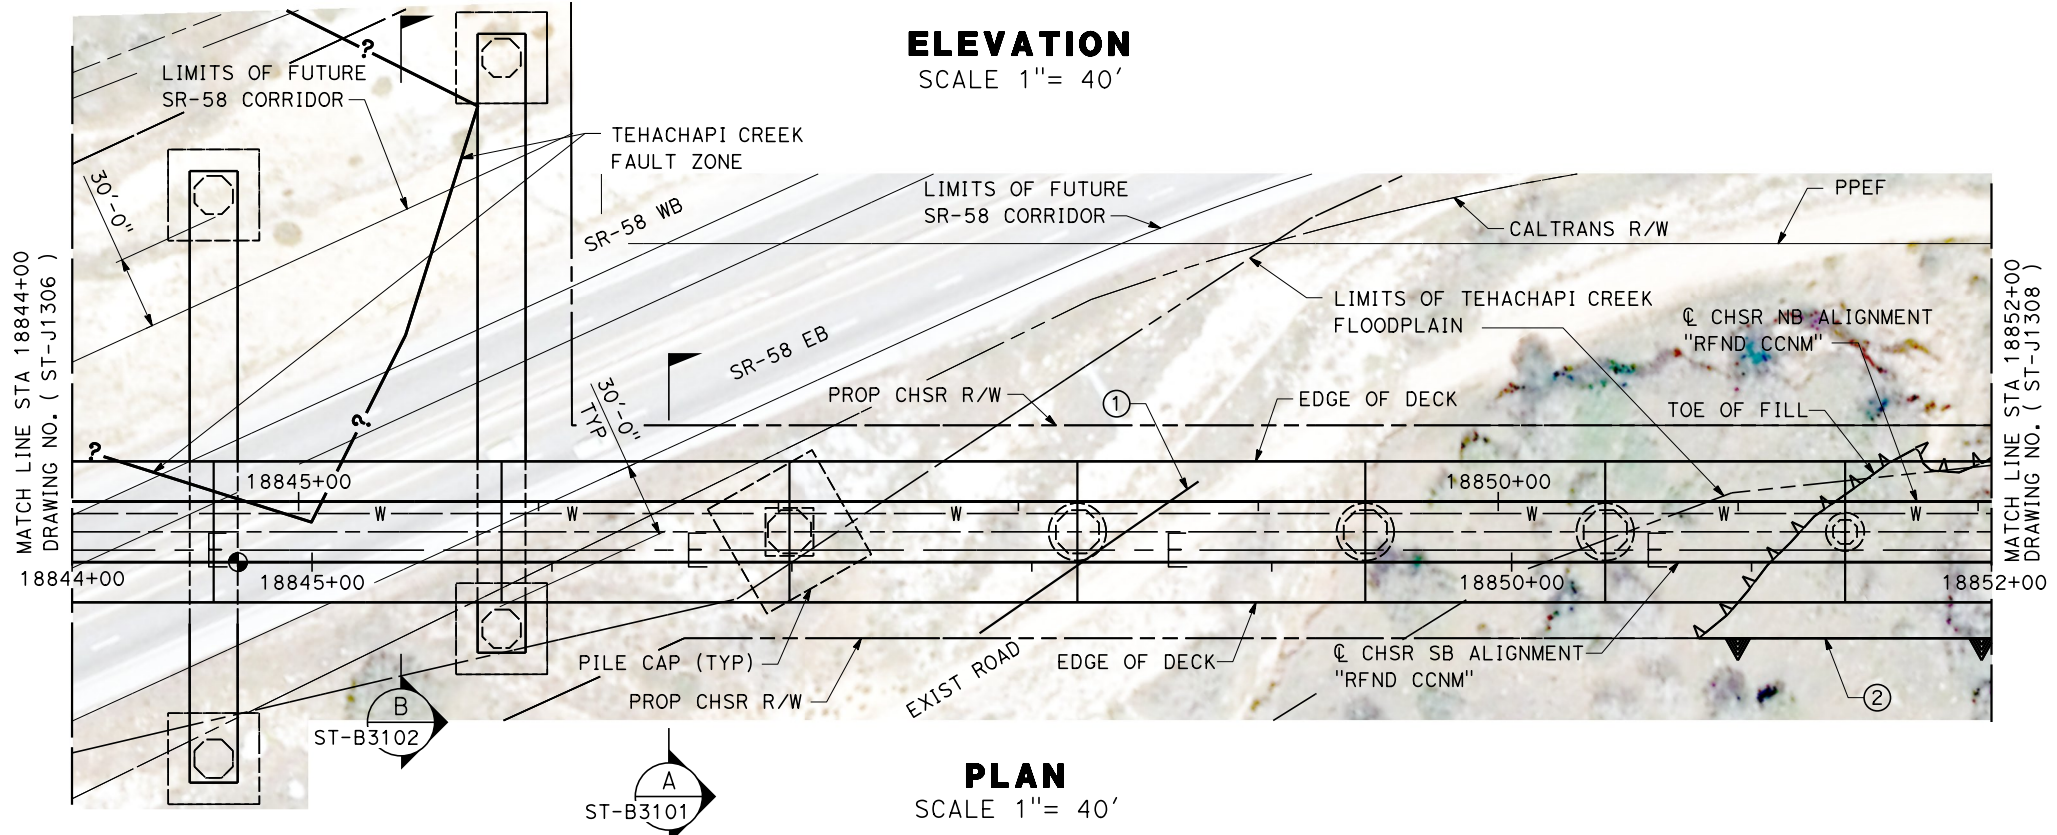 ELEVATION
SCALE 1"= 40'
?
LIMITS OF FUTURE
SR-58 CORRIDOR
TEHACHAPI CREEK
FAULT ZONE
30'-0"
SR-58 WB
LIMITS OF FUTURE
SR-58 CORRIDOR
PPEF
CALTRANS R/W
LIMITS OF TEHACHAPI CREEK
FLOODPLAIN
℄ CHSR NB ALIGNMENT
"RFND CCNM"
MATCH LINE STA 18844+00
DRAWING NO. ( ST-J1306 )
MATCH LINE STA 18852+00
DRAWING NO. ( ST-J1308 )
SR-58 EB
30'-0"
TYP
PROP CHSR R/W
1
EDGE OF DECK
TOE OF FILL
?
?
18845+00
18850+00
W
W
W
W
W
W
18844+00
18845+00
18850+00
18852+00
PILE CAP (TYP)
EXIST ROAD
EDGE OF DECK
℄ CHSR SB ALIGNMENT
"RFND CCNM"
PROP CHSR R/W
2
B
ST-B3102
A
ST-B3101
PLAN
SCALE 1"= 40'